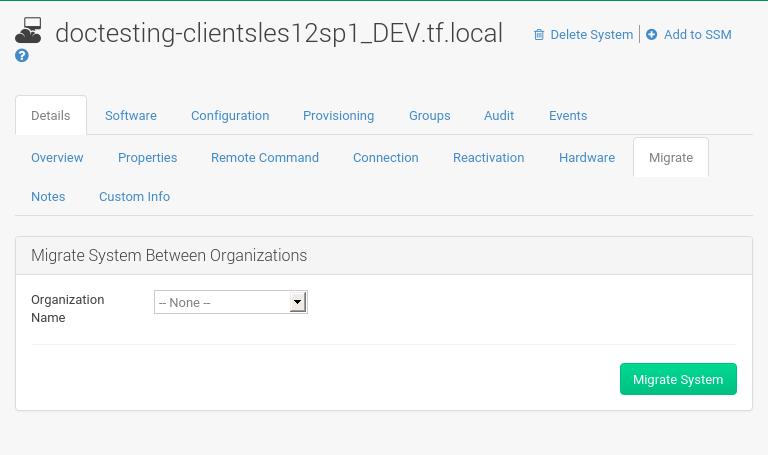 doctesting-clientsles12sp1_DEV.tf.local
Delete System
Add to SSM
Details Software Configuration Provisioning Groups Audit Events
Overview Properties Remote Command Connection Reactivation Hardware Migrate
Notes Custom Info
Migrate System Between Organizations
Organization
Name
-- None --
Migrate System